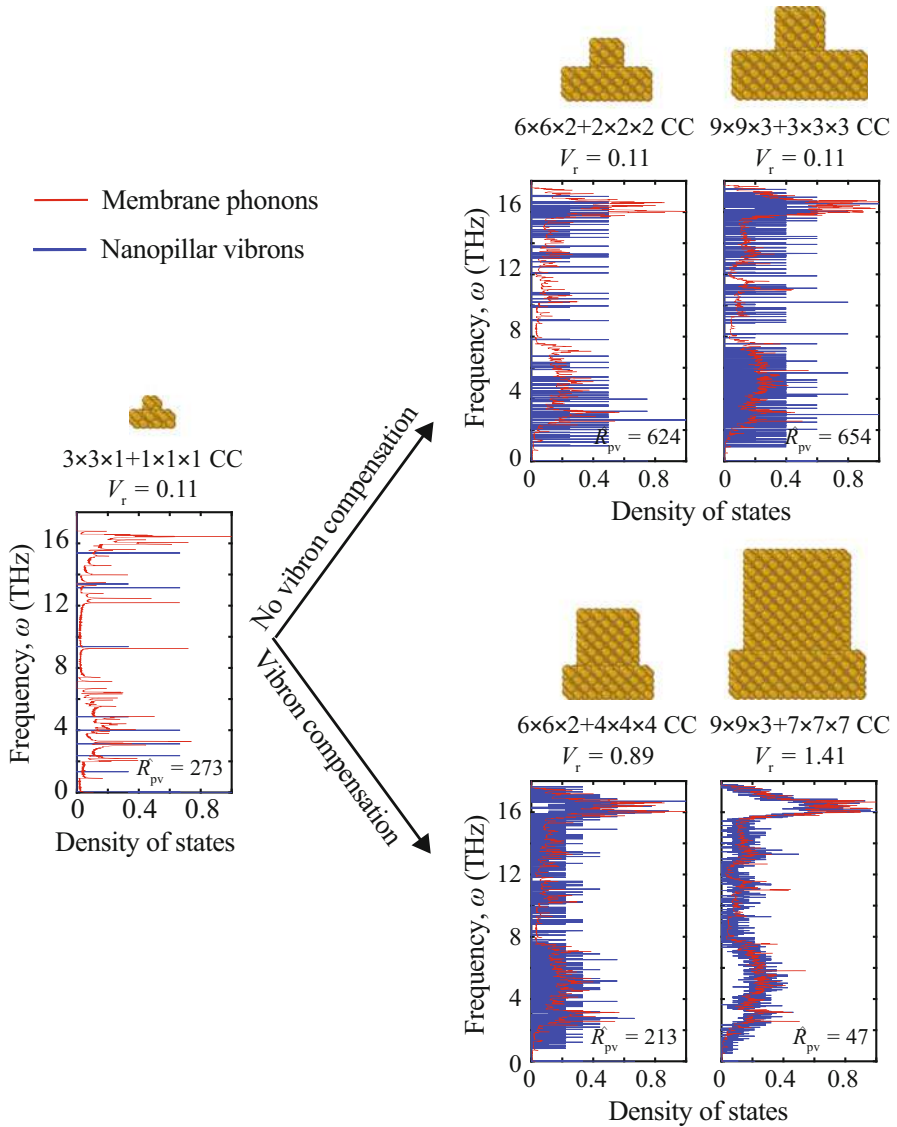 6×6×2+2×2×2 CC
V_r = 0.11
9×9×3+3×3×3 CC
V_r = 0.11
Membrane phonons
Nanopillar vibrons
Frequency, ω (THz)
16
12
8
4
0
R̂_pv = 624
0 0.4 0.8
R̂_pv = 654
0 0.4 0.8
Density of states
3×3×1+1×1×1 CC
V_r = 0.11
Frequency, ω (THz)
16
12
8
4
0
R̂_pv = 273
0 0.4 0.8
Density of states
No vibron compensation
Vibron compensation
6×6×2+4×4×4 CC
V_r = 0.89
9×9×3+7×7×7 CC
V_r = 1.41
Frequency, ω (THz)
16
12
8
4
0
R̂_pv = 213
0 0.4 0.8
R̂_pv = 47
0 0.4 0.8
Density of states